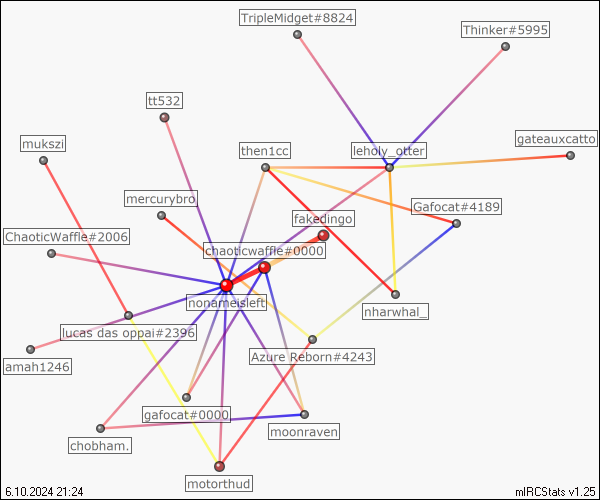 TripleMidget#8824
Thinker#5995
tt532
mukszi
then1cc
leholy_otter
gateauxcatto
mercurybro
Gafocat#4189
fakedingo
ChaoticWaffle#2006
chaoticwaffle#0000
nonameisleft
nharwhal_
lucas das oppai#2396
amah1246
Azure Reborn#4243
gafocat#0000
chobham.
moonraven
motorthud
6.10.2024 21:24
mIRCStats v1.25